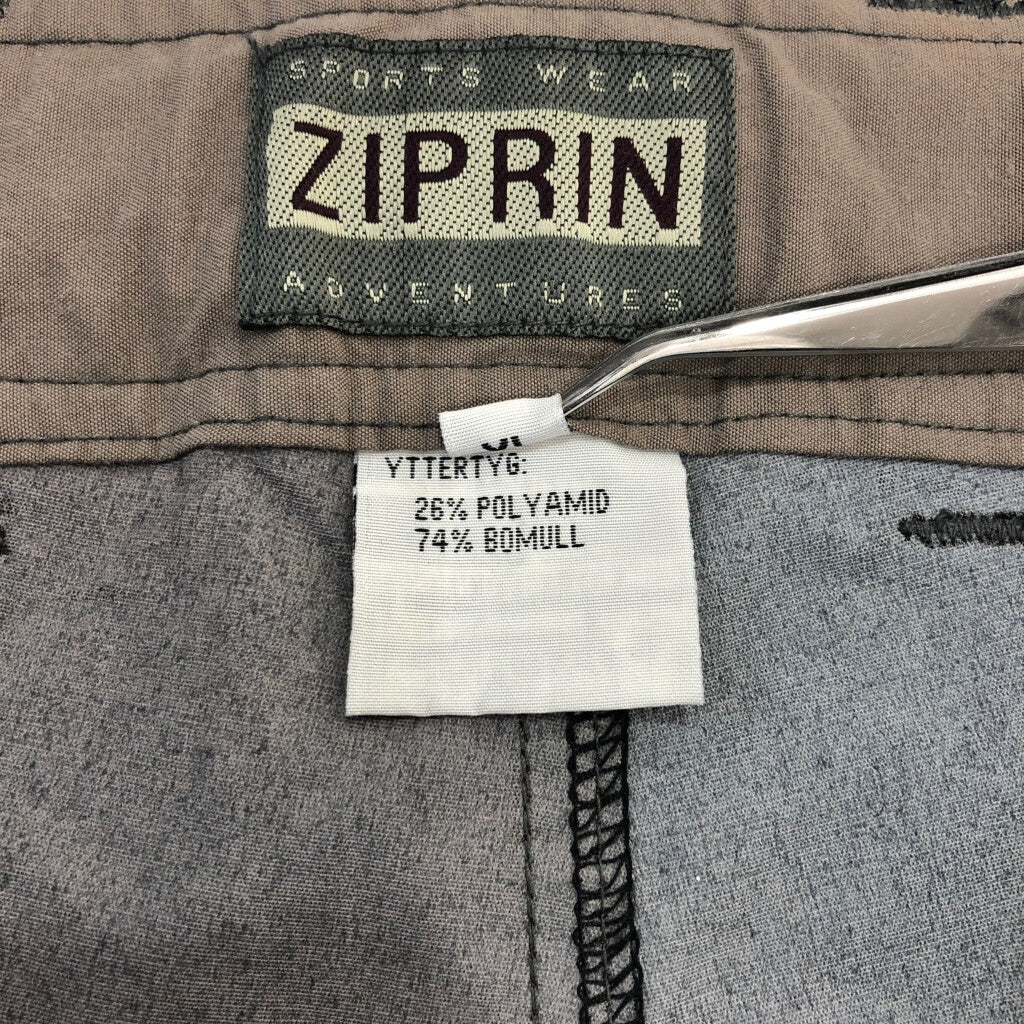 SPORTS WEAR
ZIPRIN
ADVENTURES
YTTERTYG:
26% POLYAMID
74% BOMULL